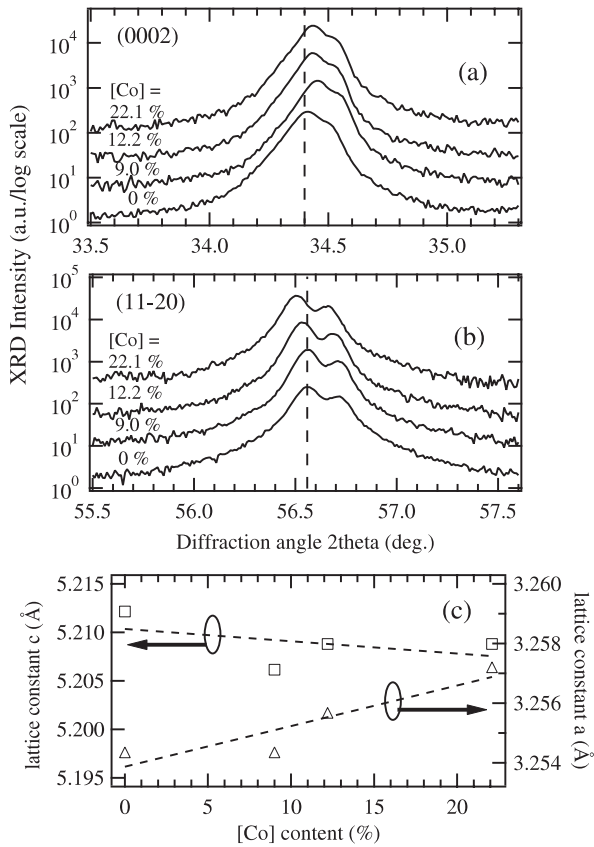 XRD Intensity (a.u./log scale)
(0002)
(a)
[Co] =
22.1 %
12.2 %
9.0 %
0 %
10^4
10^3
10^2
10^1
10^0
33.5 34.0 34.5 35.0
(11-20)
(b)
[Co] =
22.1 %
12.2 %
9.0 %
0 %
10^5
10^4
10^3
10^2
10^1
10^0
55.5 56.0 56.5 57.0 57.5
Diffraction angle 2theta (deg.)
(c)
lattice constant c (Å)
5.215
5.210
5.205
5.200
5.195
lattice constant a (Å)
3.260
3.258
3.256
3.254
0 5 10 15 20
[Co] content (%)